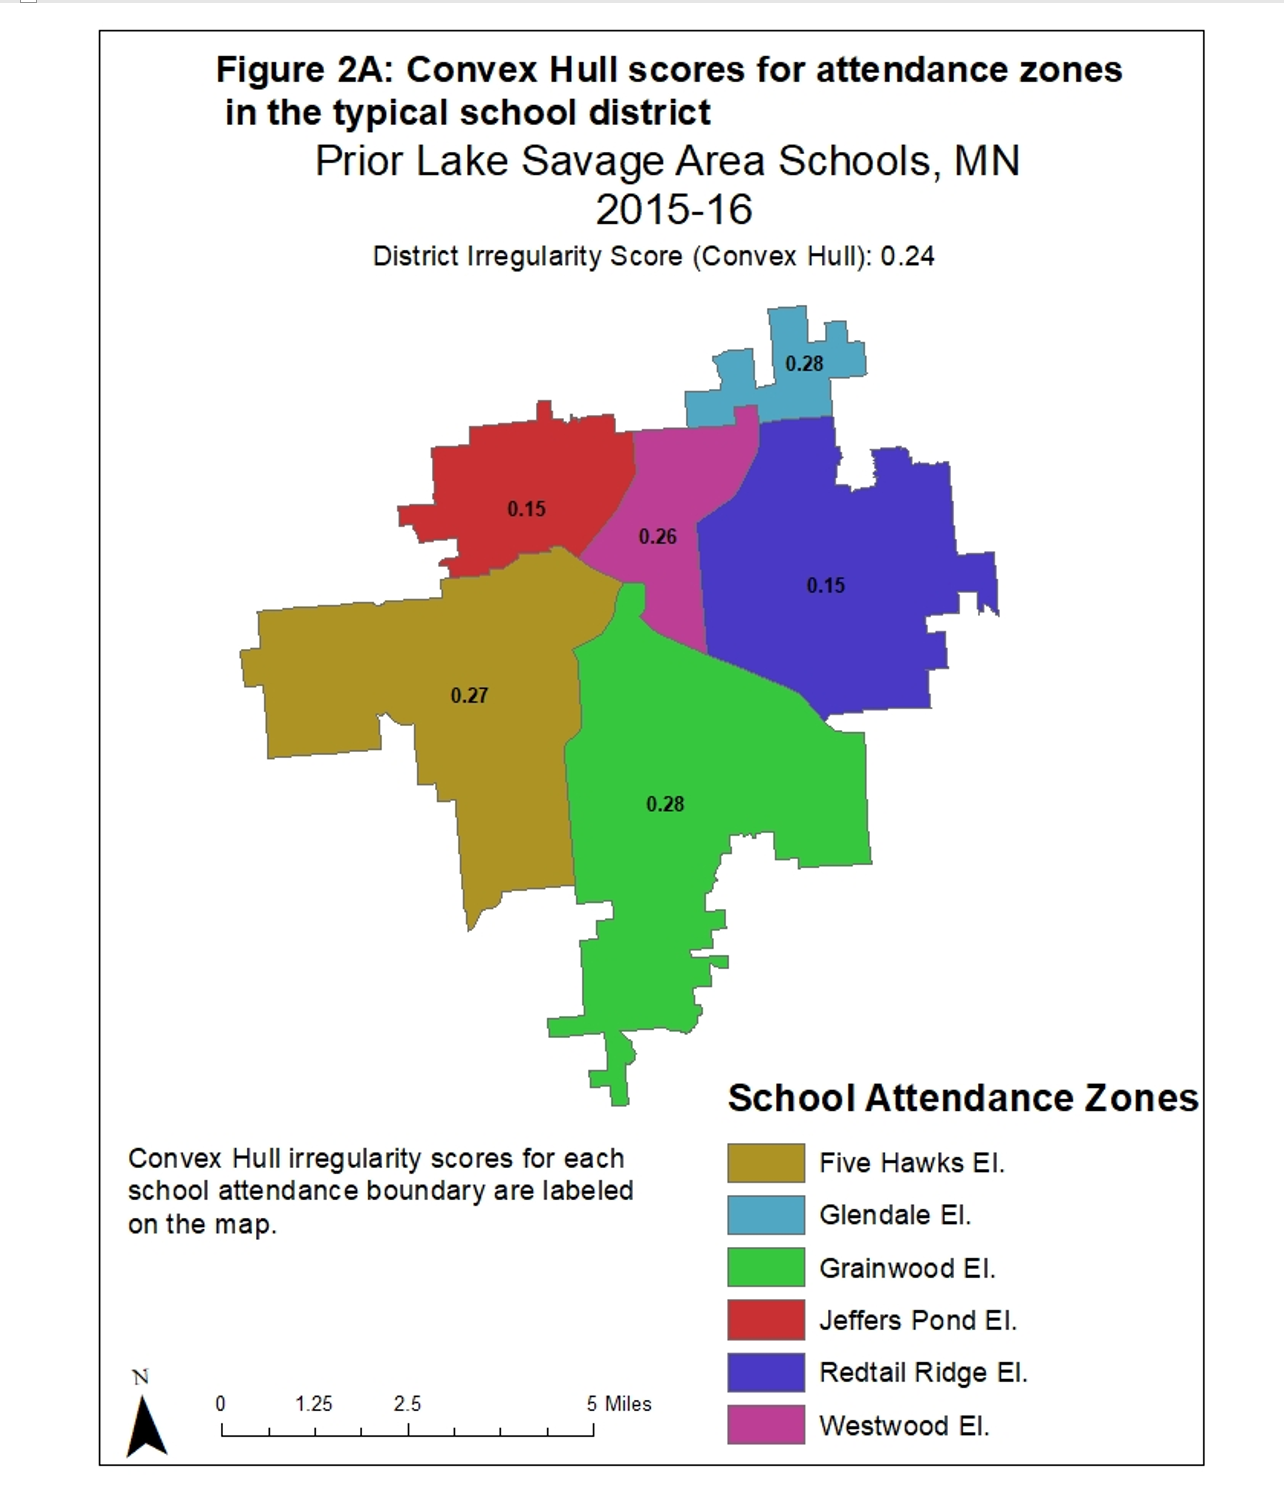 Figure 2A: Convex Hull scores for attendance zones
in the typical school district
Prior Lake Savage Area Schools, MN
2015-16
District Irregularity Score (Convex Hull): 0.24
0.28
0.15
0.26
0.15
0.27
0.28
School Attendance Zones
Convex Hull irregularity scores for each
school attendance boundary are labeled
on the map.
Five Hawks El.
Glendale El.
Grainwood El.
Jeffers Pond El.
Redtail Ridge El.
Westwood El.
N
0 1.25 2.5 5 Miles